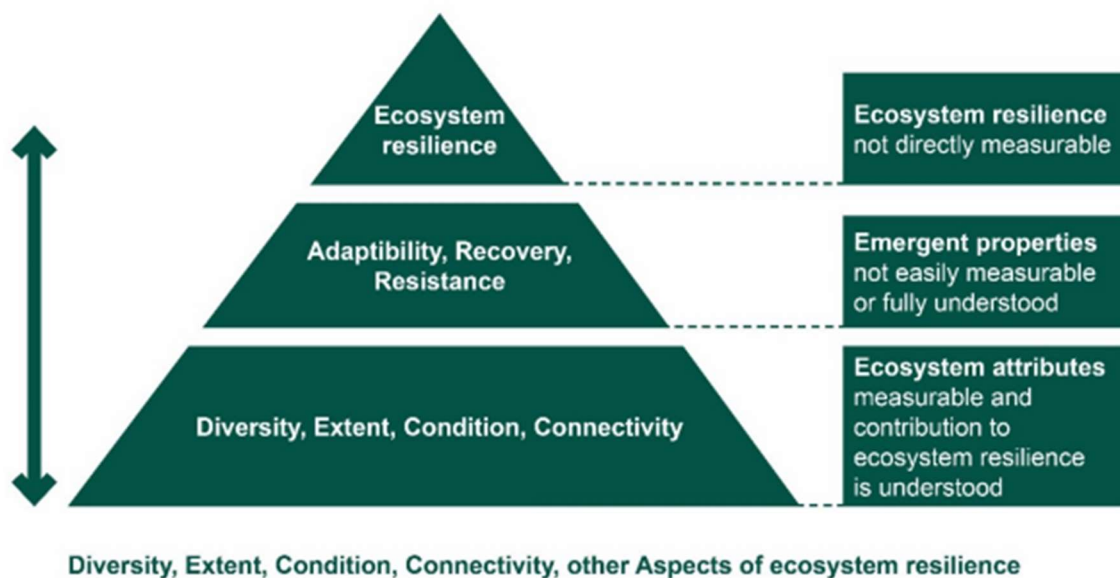 Ecosystem
resilience
Ecosystem resilience
not directly measurable
Adaptibility, Recovery,
Resistance
Emergent properties
not easily measurable
or fully understood
Diversity, Extent, Condition, Connectivity
Ecosystem attributes
measurable and
contribution to
ecosystem resilience
is understood
Diversity, Extent, Condition, Connectivity, other Aspects of ecosystem resilience